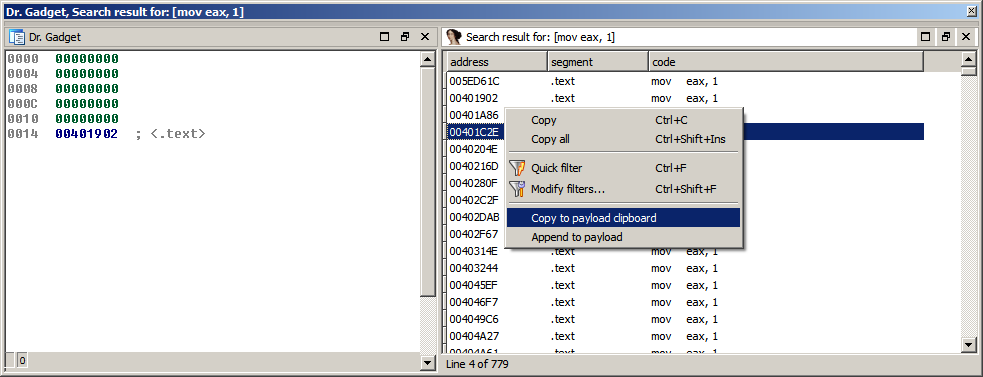 Dr. Gadget, Search result for: [mov eax, 1]
Dr. Gadget
0000 00000000
0004 00000000
0008 00000000
000C 00000000
0010 00000000
0014 00401902 ; <.text>
0
Search result for: [mov eax, 1]
address segment code
005ED61C .text mov eax, 1
00401902 .text mov eax, 1
00401A86
00401C2E
0040204E
0040216D
0040280F
00402C2F
00402DAB
00402F67
0040314E .text mov eax, 1
00403244 .text mov eax, 1
004045EF .text mov eax, 1
004046F7 .text mov eax, 1
004049C6 .text mov eax, 1
00404A27 .text mov eax, 1
00404A61 .text mov eax, 1
Copy Ctrl+C
Copy all Ctrl+Shift+Ins
Quick filter Ctrl+F
Modify filters... Ctrl+Shift+F
Copy to payload clipboard
Append to payload
Line 4 of 779